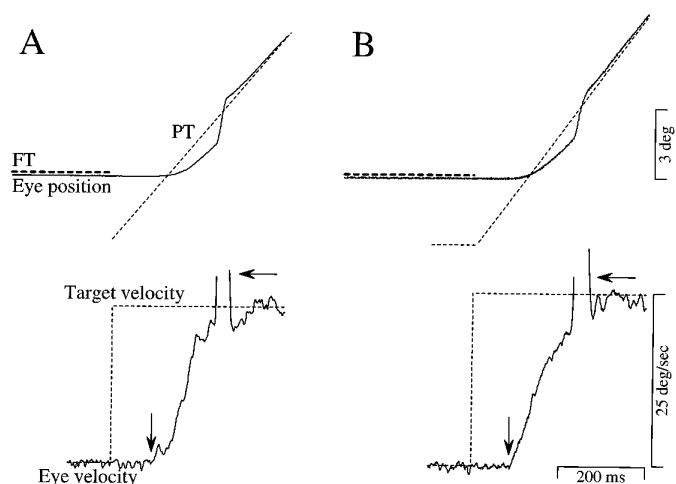 A
B
PT
FT
Eye position
3 deg
Target velocity
25 deg/sec
Eye velocity
200 ms